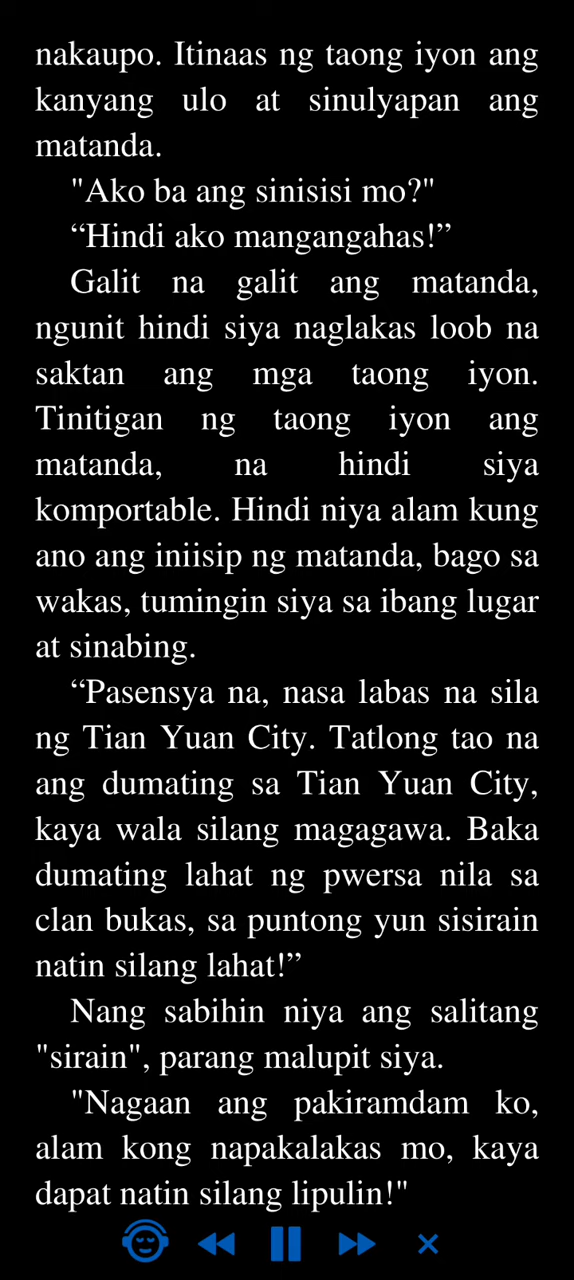 nakaupo. Itinaas ng taong iyon ang
kanyang ulo at sinulyapan ang
matanda.
"Ako ba ang sinisisi mo?"
“Hindi ako mangangahas!”
Galit na galit ang matanda,
ngunit hindi siya naglakas loob na
saktan ang mga taong iyon.
Tinitigan ng taong iyon ang
matanda, na hindi siya
komportable. Hindi niya alam kung
ano ang iniisip ng matanda, bago sa
wakas, tumingin siya sa ibang lugar
at sinabing.
“Pasensya na, nasa labas na sila
ng Tian Yuan City. Tatlong tao na
ang dumating sa Tian Yuan City,
kaya wala silang magagawa. Baka
dumating lahat ng pwersa nila sa
clan bukas, sa puntong yun sisirain
natin silang lahat!”
Nang sabihin niya ang salitang
"sirain", parang malupit siya.
"Nagaan ang pakiramdam ko,
alam kong napakalakas mo, kaya
dapat natin silang lipulin!"